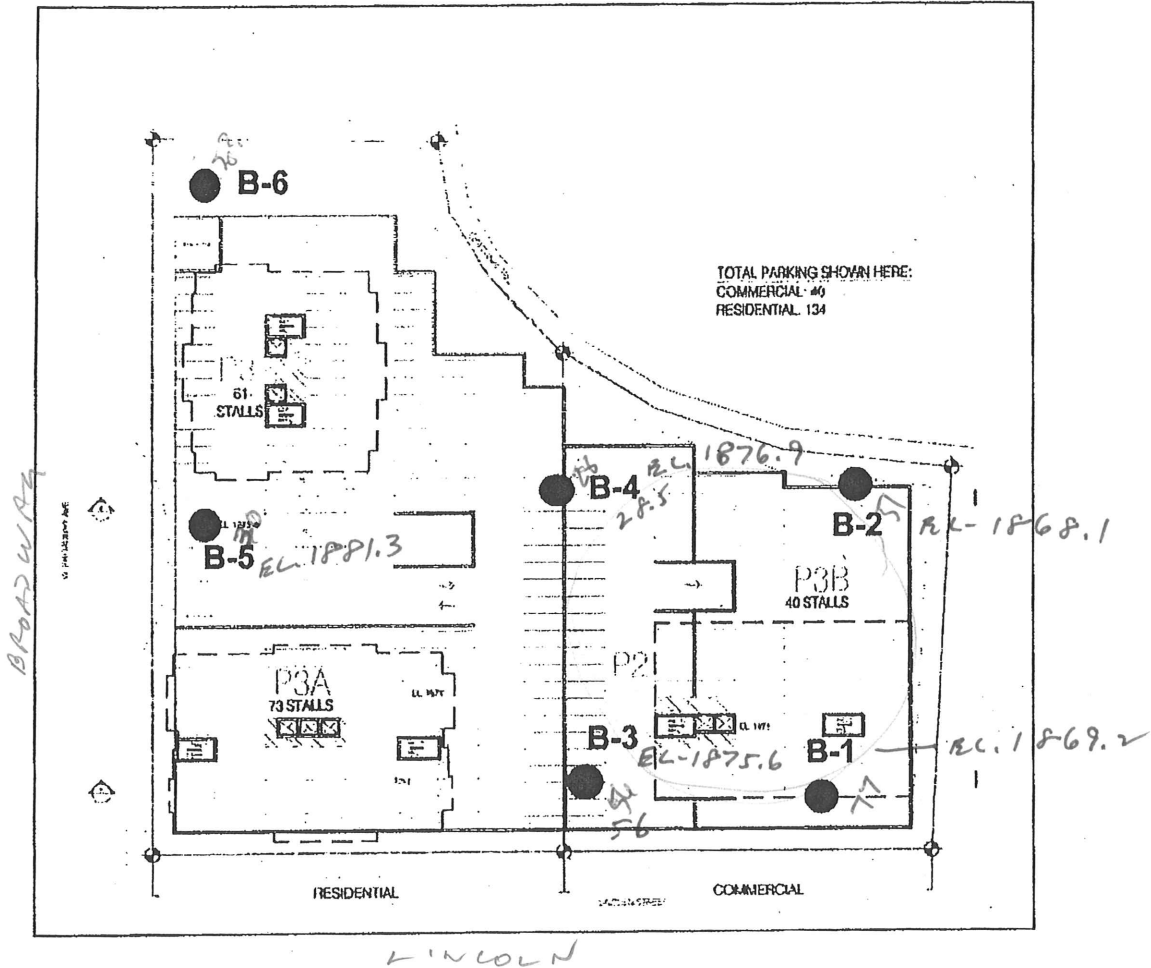 B-6
TOTAL PARKING SHOWN HERE:
COMMERCIAL: 40
RESIDENTIAL. 134
61
STALLS
EL. 1876.9
B-4
28.5
B-2
37
EL- 1868.1
B-5
EL. 1881.3
P3B
40 STALLS
BROADWAY
P2
P3A
73 STALLS
B-3
EL-1875.6
B-1
EL. 1869.2
77
56
RESIDENTIAL
COMMERCIAL
LINCOLN